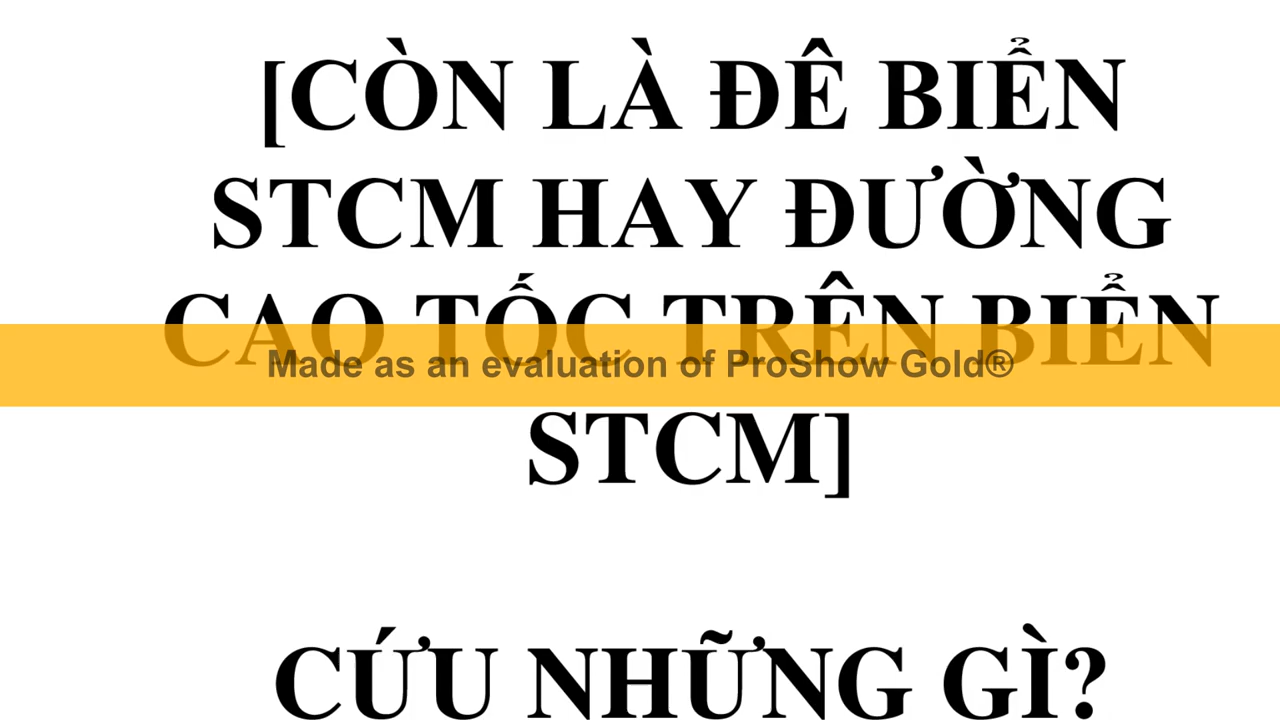 [CÒN LÀ ĐÊ BIỂN
STCM HAY ĐƯỜNG
CAO TỐC TRÊN BIỂN
Made as an evaluation of ProShow Gold®
STCM]
CỨU NHỮNG GÌ?